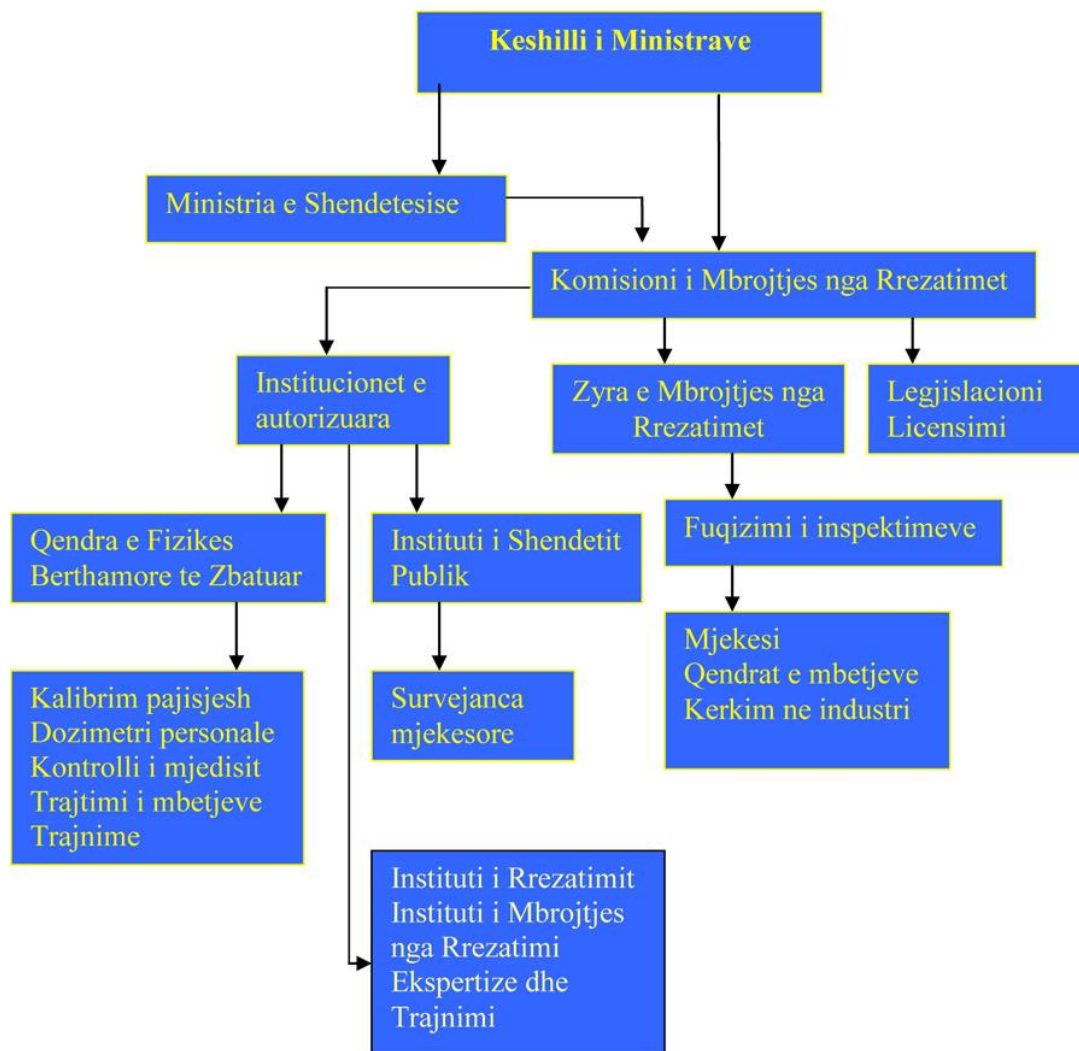 Keshilli i Ministrave
Ministria e Shendetesise
Komisioni i Mbrojtjes nga Rrezatimet
Institucionet e
autorizuara
Zyra e Mbrojtjes nga
Rrezatimet
Legjislacioni
Licensimi
Qendra e Fizikes
Berthamore te Zbatuar
Instituti i Shendetit
Publik
Fuqizimi i inspektimeve
Kalibrim pajisjesh
Dozimetri personale
Kontrolli i mjedisit
Trajtimi i mbetjeve
Trajnime
Survejanca
mjekesore
Mjekesi
Qendrat e mbetjeve
Kerkim ne industri
Instituti i Rrezatimit
Instituti i Mbrojtjes
nga Rrezatimi
Ekspertize dhe
Trajnimi